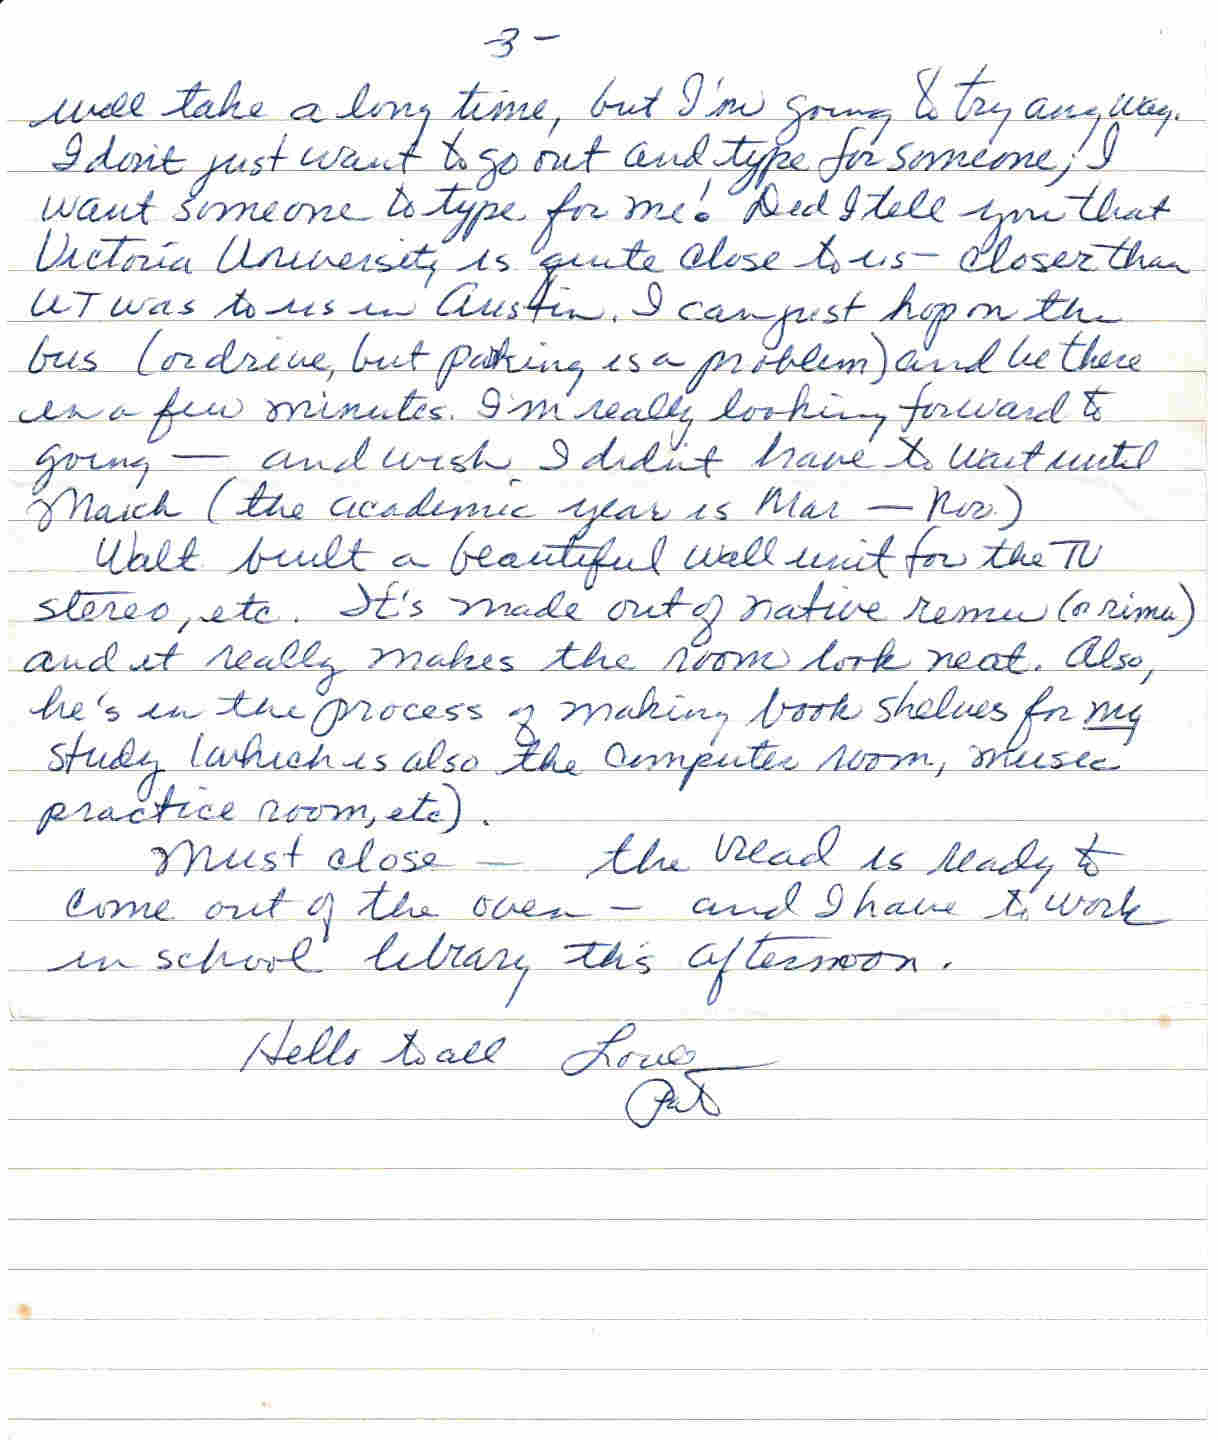 3 -
will take a long time, but I'm going to try anyway.
I don't just want to go out and type for someone; I
want someone to type for me! Did I tell you that
Victoria University is quite close to us - closer than
UT was to us in Austin. I can just hop on the
bus (or drive, but parking is a problem) and be there
in a few minutes. I'm really looking forward to
going — and wish I didn't have to wait until
March (the academic year is Mar — Nov.)
Walt built a beautiful wall unit for the TV
stereo, etc. It's made out of native remu (or rimu)
and it really makes the room look neat. Also,
he's in the process of making book shelves for my
study (which is also the computer room, music
practice room, etc).
Must close — the bread is ready to
come out of the oven - and I have to work
in school library this afternoon.
Hello to all Love
Pat